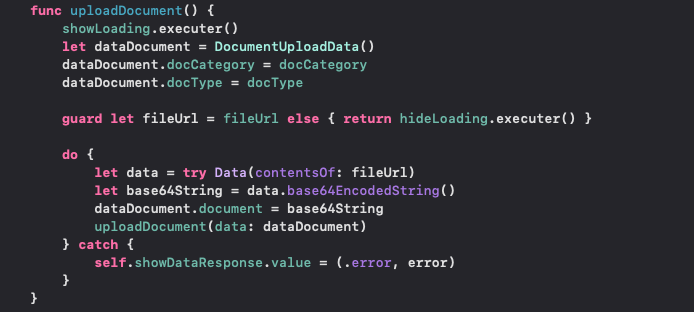 func uploadDocument() {
showLoading.executer()
let dataDocument = DocumentUploadData()
dataDocument.docCategory = docCategory
dataDocument.docType = docType
guard let fileUrl = fileUrl else { return hideLoading.executer() }
do {
let data = try Data(contentsOf: fileUrl)
let base64String = data.base64EncodedString()
dataDocument.document = base64String
uploadDocument(data: dataDocument)
} catch {
self.showDataResponse.value = (.error, error)
}
}